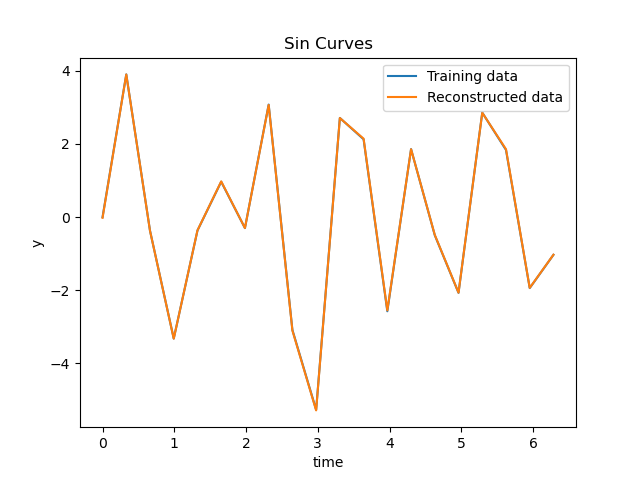 Sin Curves
Training data
Reconstructed data
4
2
0
−2
−4
y
0 1 2 3 4 5 6
time